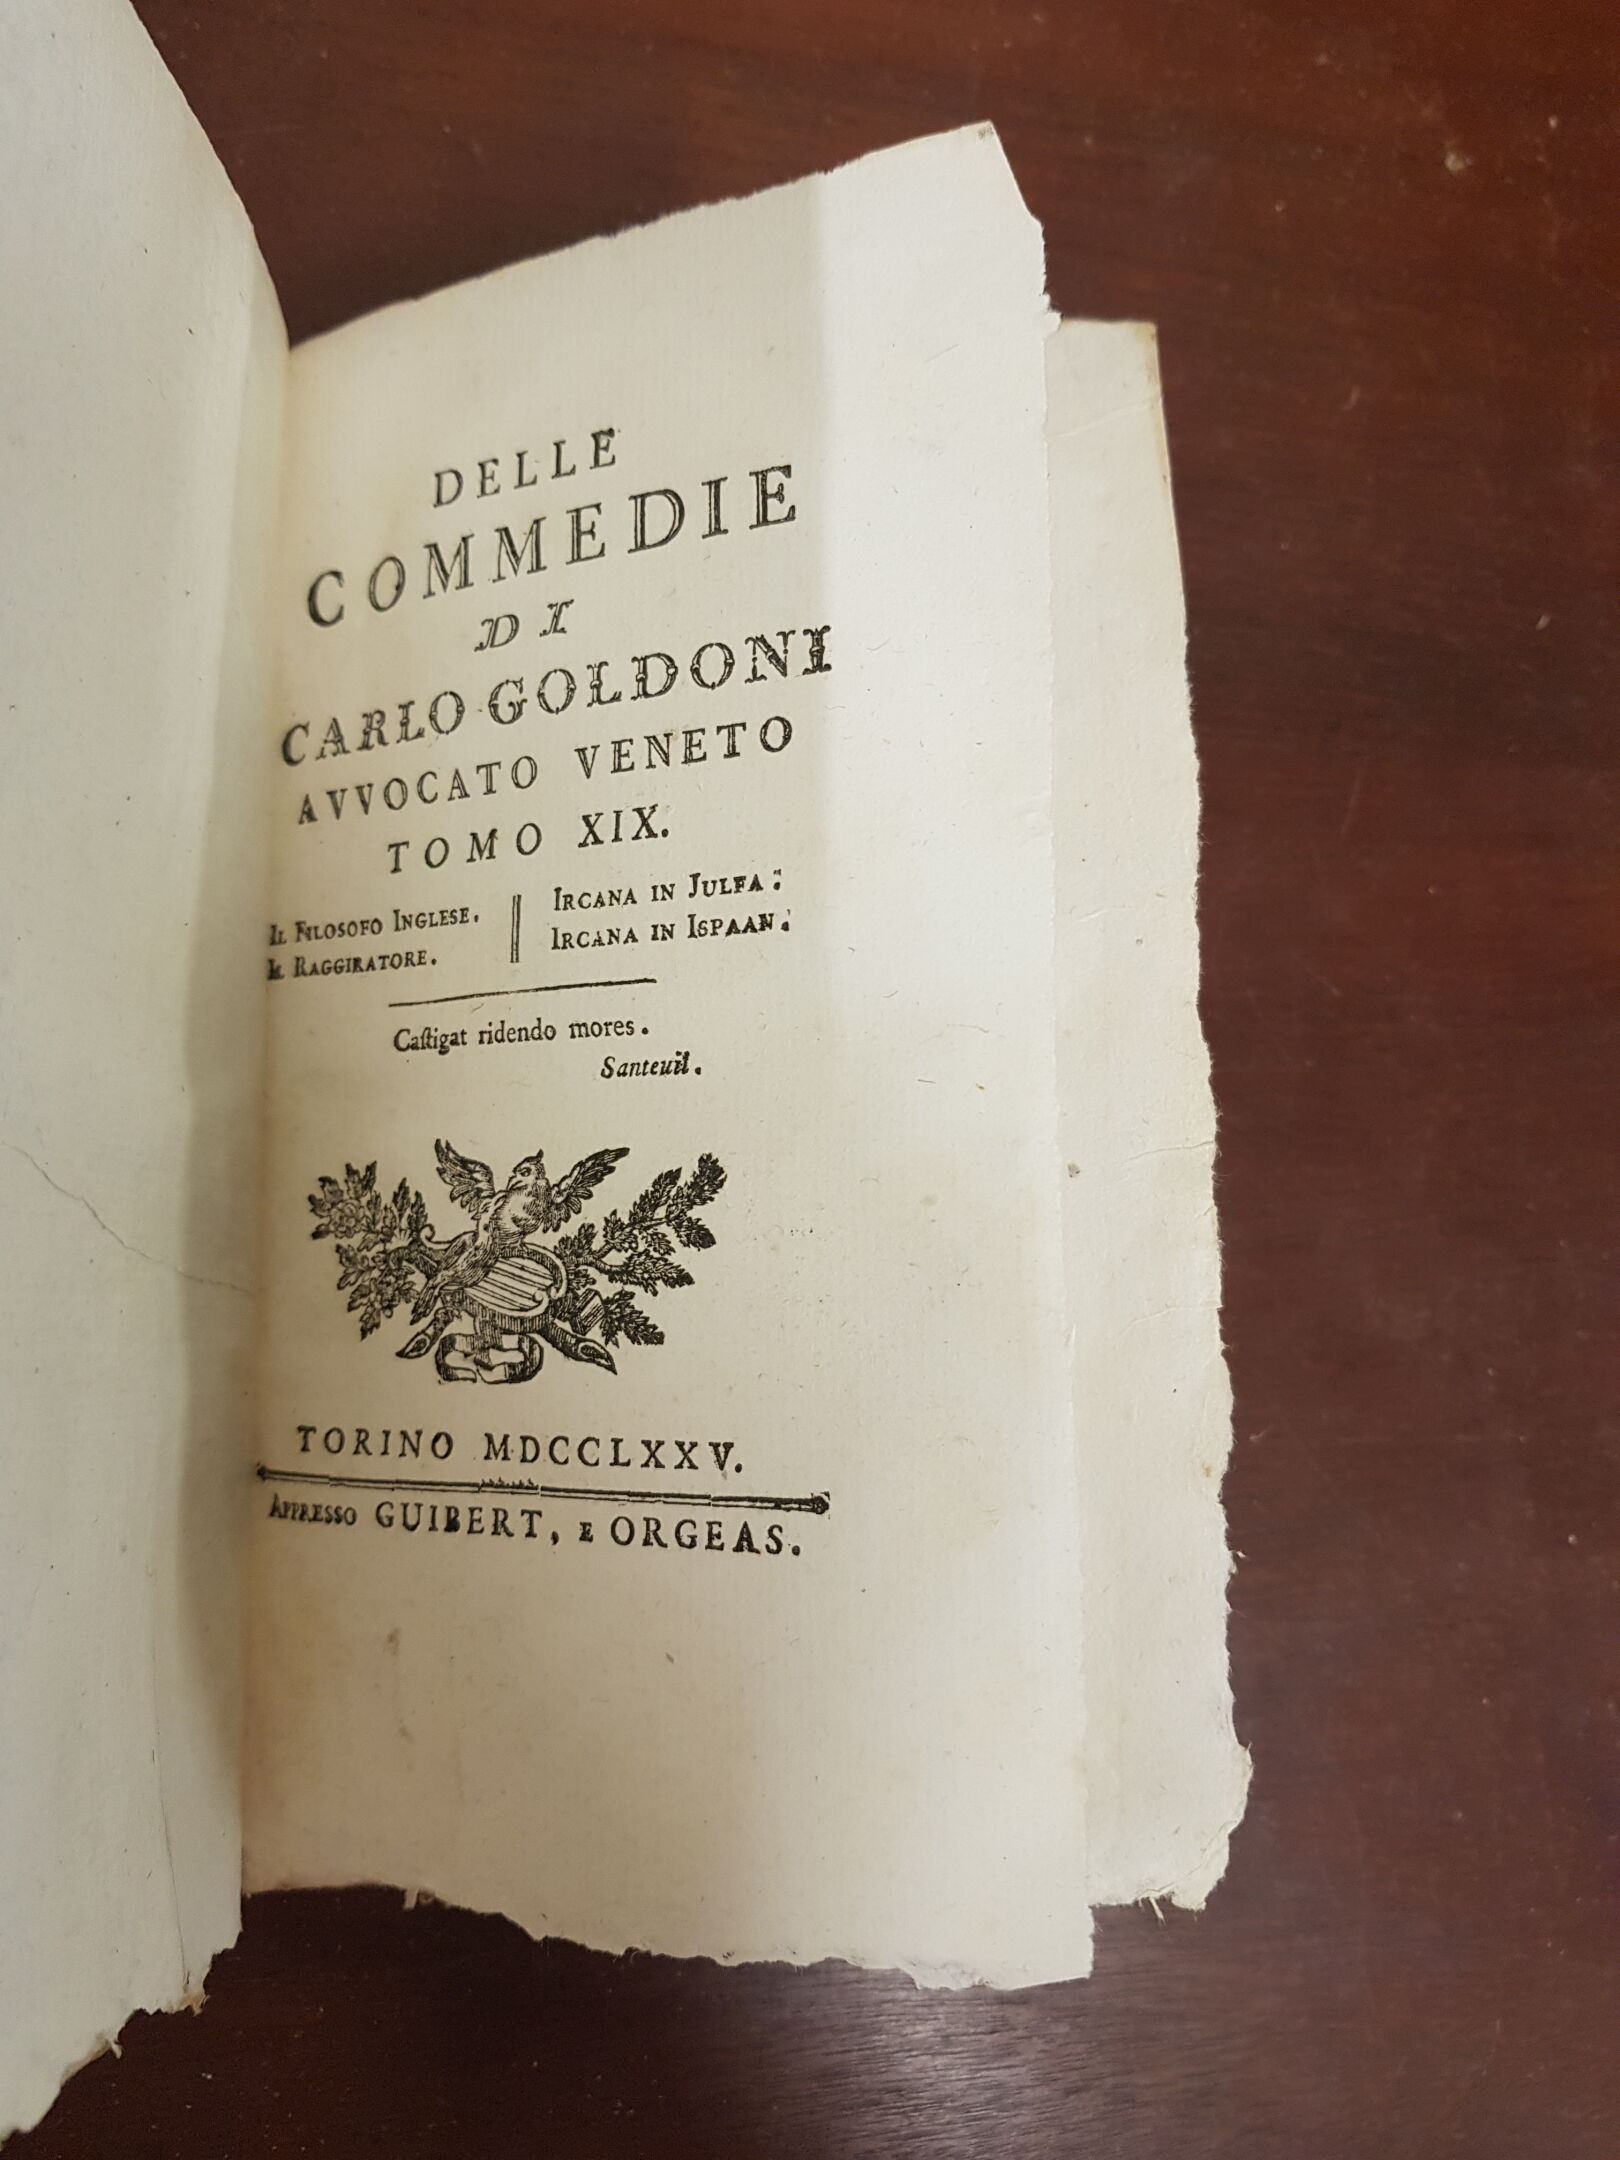 DELLE
COMMEDIE
DI
CARLO GOLDONI
AVVOCATO VENETO
TOMO XIX.
IL FILOSOFO INGLESE.
IL RAGGIRATORE.
IRCANA IN JULFA:
IRCANA IN ISPAAN.
Caſtigat ridendo mores.
Santeuil.
TORINO MDCCLXXV.
APPRESSO GUIBERT, E ORGEAS.